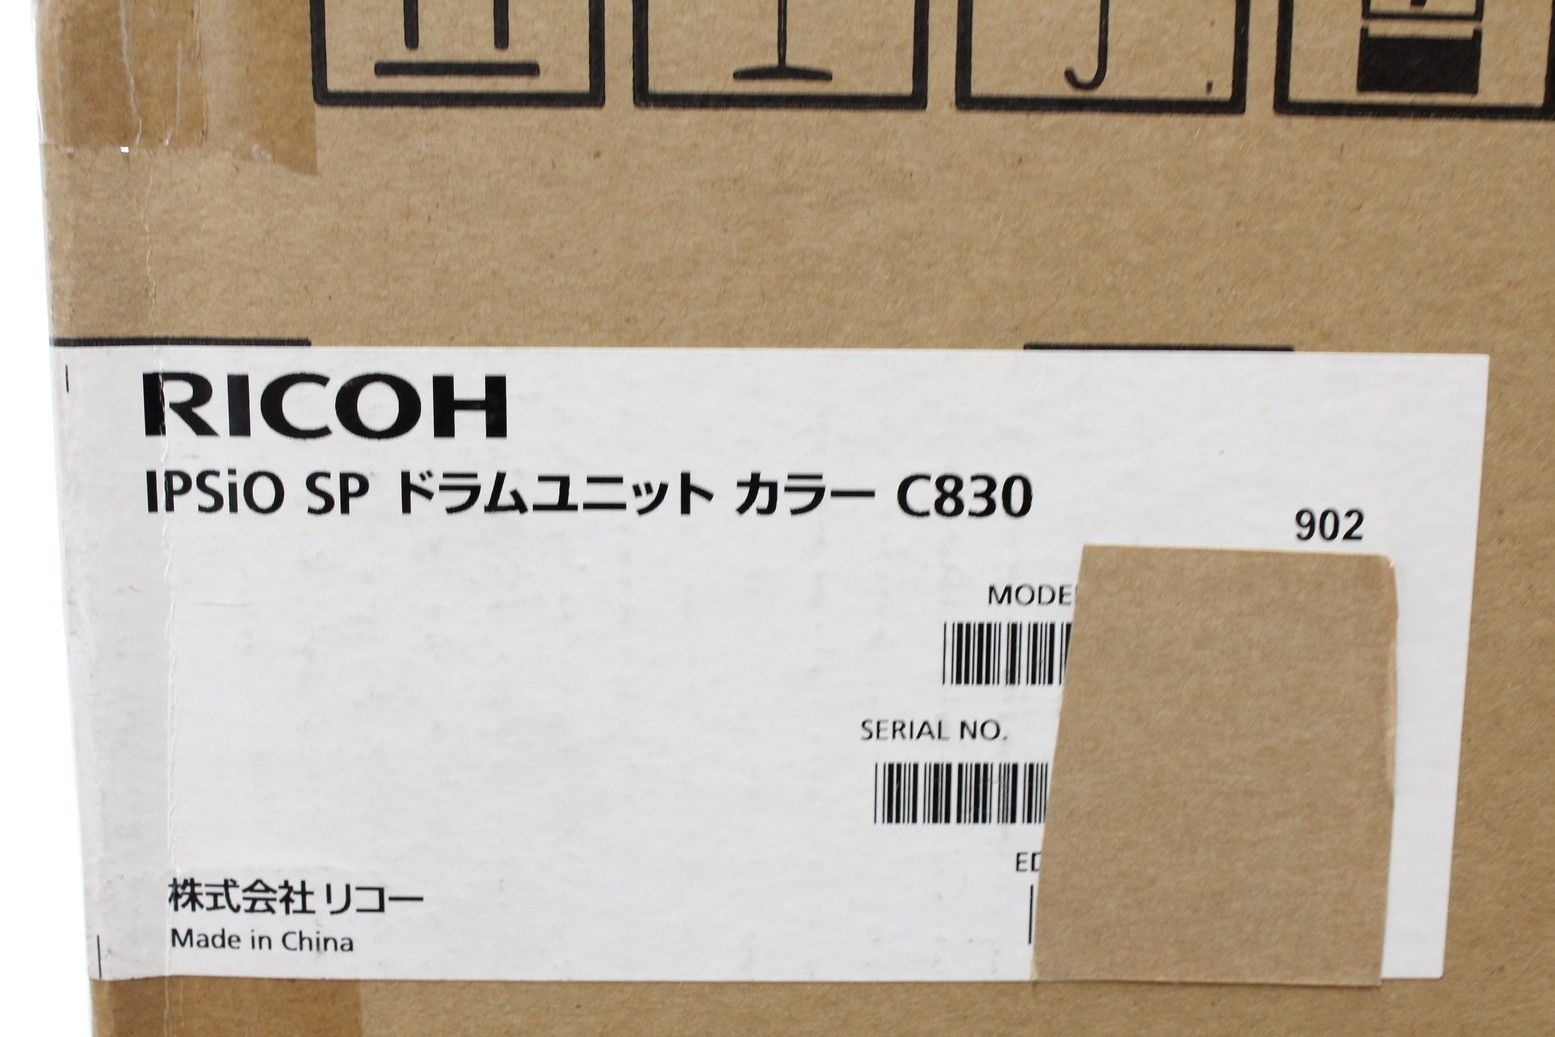 RICOH
IPSiO SP ドラムユニット カラー C830
902
SERIAL NO.
株式会社 リコー
Made in China